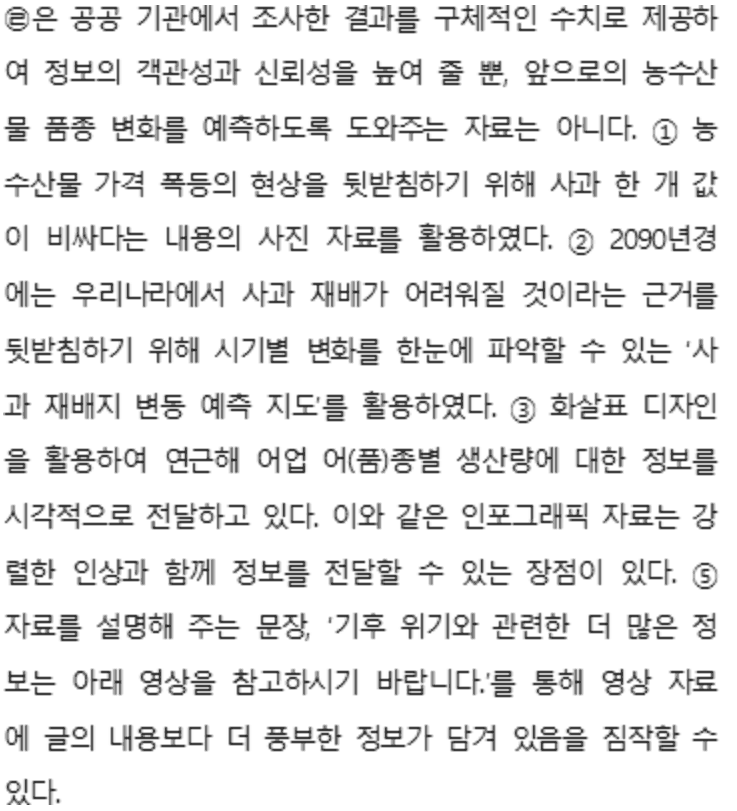 ㉣은 공공 기관에서 조사한 결과를 구체적인 수치로 제공하
여 정보의 객관성과 신뢰성을 높여 줄 뿐, 앞으로의 농수산
물 품종 변화를 예측하도록 도와주는 자료는 아니다. ① 농
수산물 가격 폭등의 현상을 뒷받침하기 위해 사과 한 개 값
이 비싸다는 내용의 사진 자료를 활용하였다. ② 2090년경
에는 우리나라에서 사과 재배가 어려워질 것이라는 근거를
뒷받침하기 위해 시기별 변화를 한눈에 파악할 수 있는 '사
과 재배지 변동 예측 지도'를 활용하였다. ③ 화살표 디자인
을 활용하여 연근해 어업 어(품)종별 생산량에 대한 정보를
시각적으로 전달하고 있다. 이와 같은 인포그래픽 자료는 강
렬한 인상과 함께 정보를 전달할 수 있는 장점이 있다. ⑤
자료를 설명해 주는 문장, '기후 위기와 관련한 더 많은 정
보는 아래 영상을 참고하시기 바랍니다.'를 통해 영상 자료
에 글의 내용보다 더 풍부한 정보가 담겨 있음을 짐작할 수
있다.